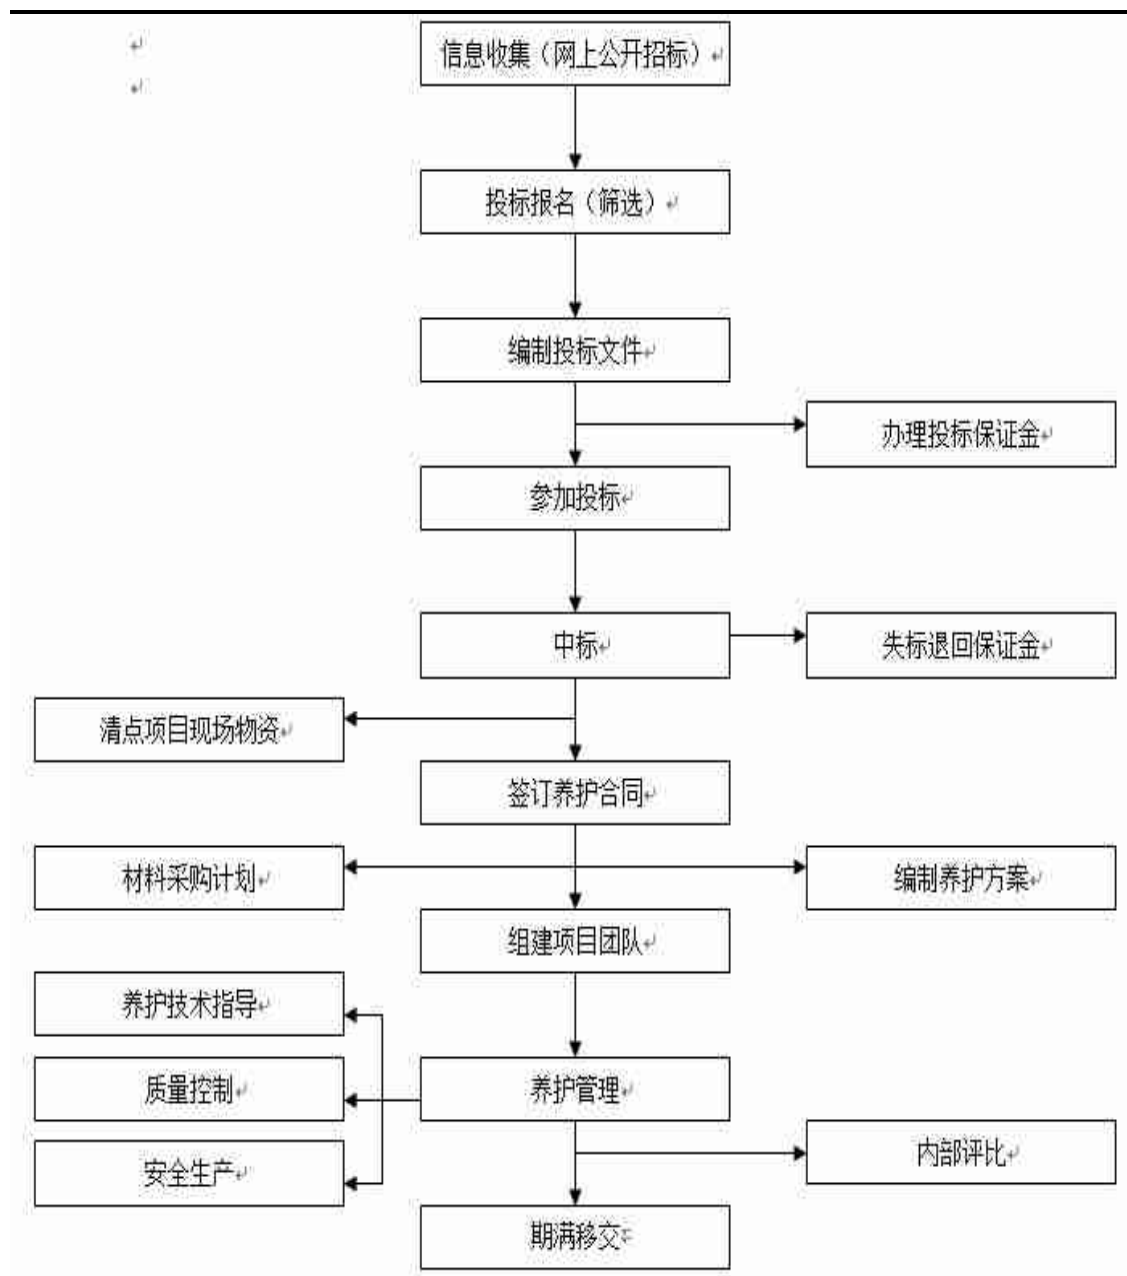 信息收集（网上公开招标）
投标报名（筛选）
编制投标文件
办理投标保证金
参加投标
中标
失标退回保证金
清点项目现场物资
签订养护合同
材料采购计划
编制养护方案
组建项目团队
养护技术指导
质量控制
养护管理
内部评比
安全生产
期满移交